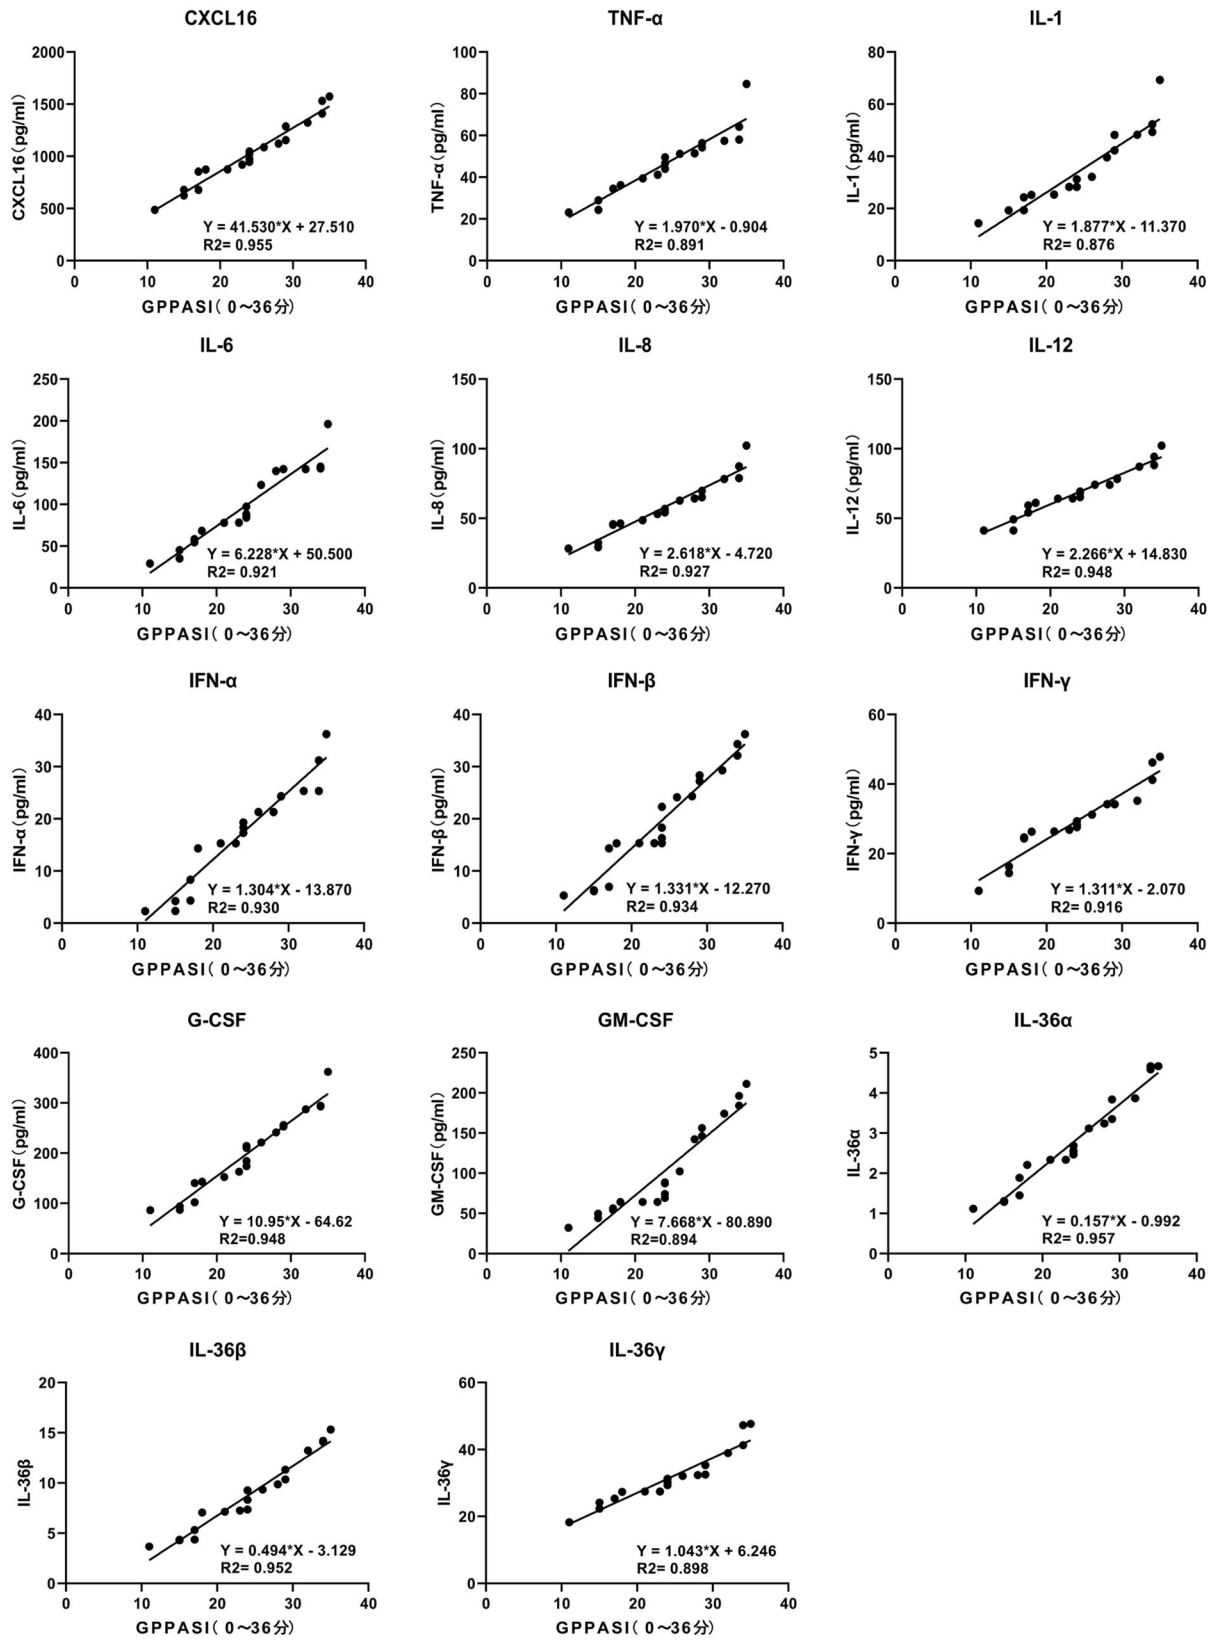 CXCL16
2000
1500
1000
500
0
CXCL16(pg/ml)
Y = 41.530*X + 27.510
R2= 0.955
0 10 20 30 40
GPPASI( 0～36分)
TNF-α
100
80
60
40
20
0
TNF-α(pg/ml)
Y = 1.970*X - 0.904
R2= 0.891
0 10 20 30 40
GPPASI( 0～36分)
IL-1
80
60
40
20
0
IL-1(pg/ml)
Y = 1.877*X - 11.370
R2= 0.876
0 10 20 30 40
GPPASI( 0～36分)
IL-6
250
200
150
100
50
0
IL-6(pg/ml)
Y = 6.228*X + 50.500
R2= 0.921
0 10 20 30 40
GPPASI( 0～36分)
IL-8
150
100
50
0
IL-8(pg/ml)
Y = 2.618*X - 4.720
R2= 0.927
0 10 20 30 40
GPPASI( 0～36分)
IL-12
150
100
50
0
IL-12(pg/ml)
Y = 2.266*X + 14.830
R2= 0.948
0 10 20 30 40
GPPASI( 0～36分)
IFN-α
40
30
20
10
0
IFN-α(pg/ml)
Y = 1.304*X - 13.870
R2= 0.930
0 10 20 30 40
GPPASI( 0～36分)
IFN-β
40
30
20
10
0
IFN-β(pg/ml)
Y = 1.331*X - 12.270
R2= 0.934
0 10 20 30 40
GPPASI( 0～36分)
IFN-γ
60
40
20
0
IFN-γ(pg/ml)
Y = 1.311*X - 2.070
R2= 0.916
0 10 20 30 40
GPPASI( 0～36分)
G-CSF
400
300
200
100
0
G-CSF(pg/ml)
Y = 10.95*X - 64.62
R2=0.948
0 10 20 30 40
GPPASI( 0～36分)
GM-CSF
250
200
150
100
50
0
GM-CSF(pg/ml)
Y = 7.668*X - 80.890
R2=0.894
0 10 20 30 40
GPPASI( 0～36分)
IL-36α
5
4
3
2
1
0
IL-36α
Y = 0.157*X - 0.992
R2= 0.957
0 10 20 30 40
GPPASI( 0～36分)
IL-36β
20
15
10
5
0
IL-36β
Y = 0.494*X - 3.129
R2= 0.952
0 10 20 30 40
GPPASI( 0～36分)
IL-36γ
60
40
20
0
IL-36γ
Y = 1.043*X + 6.246
R2= 0.898
0 10 20 30 40
GPPASI( 0～36分)